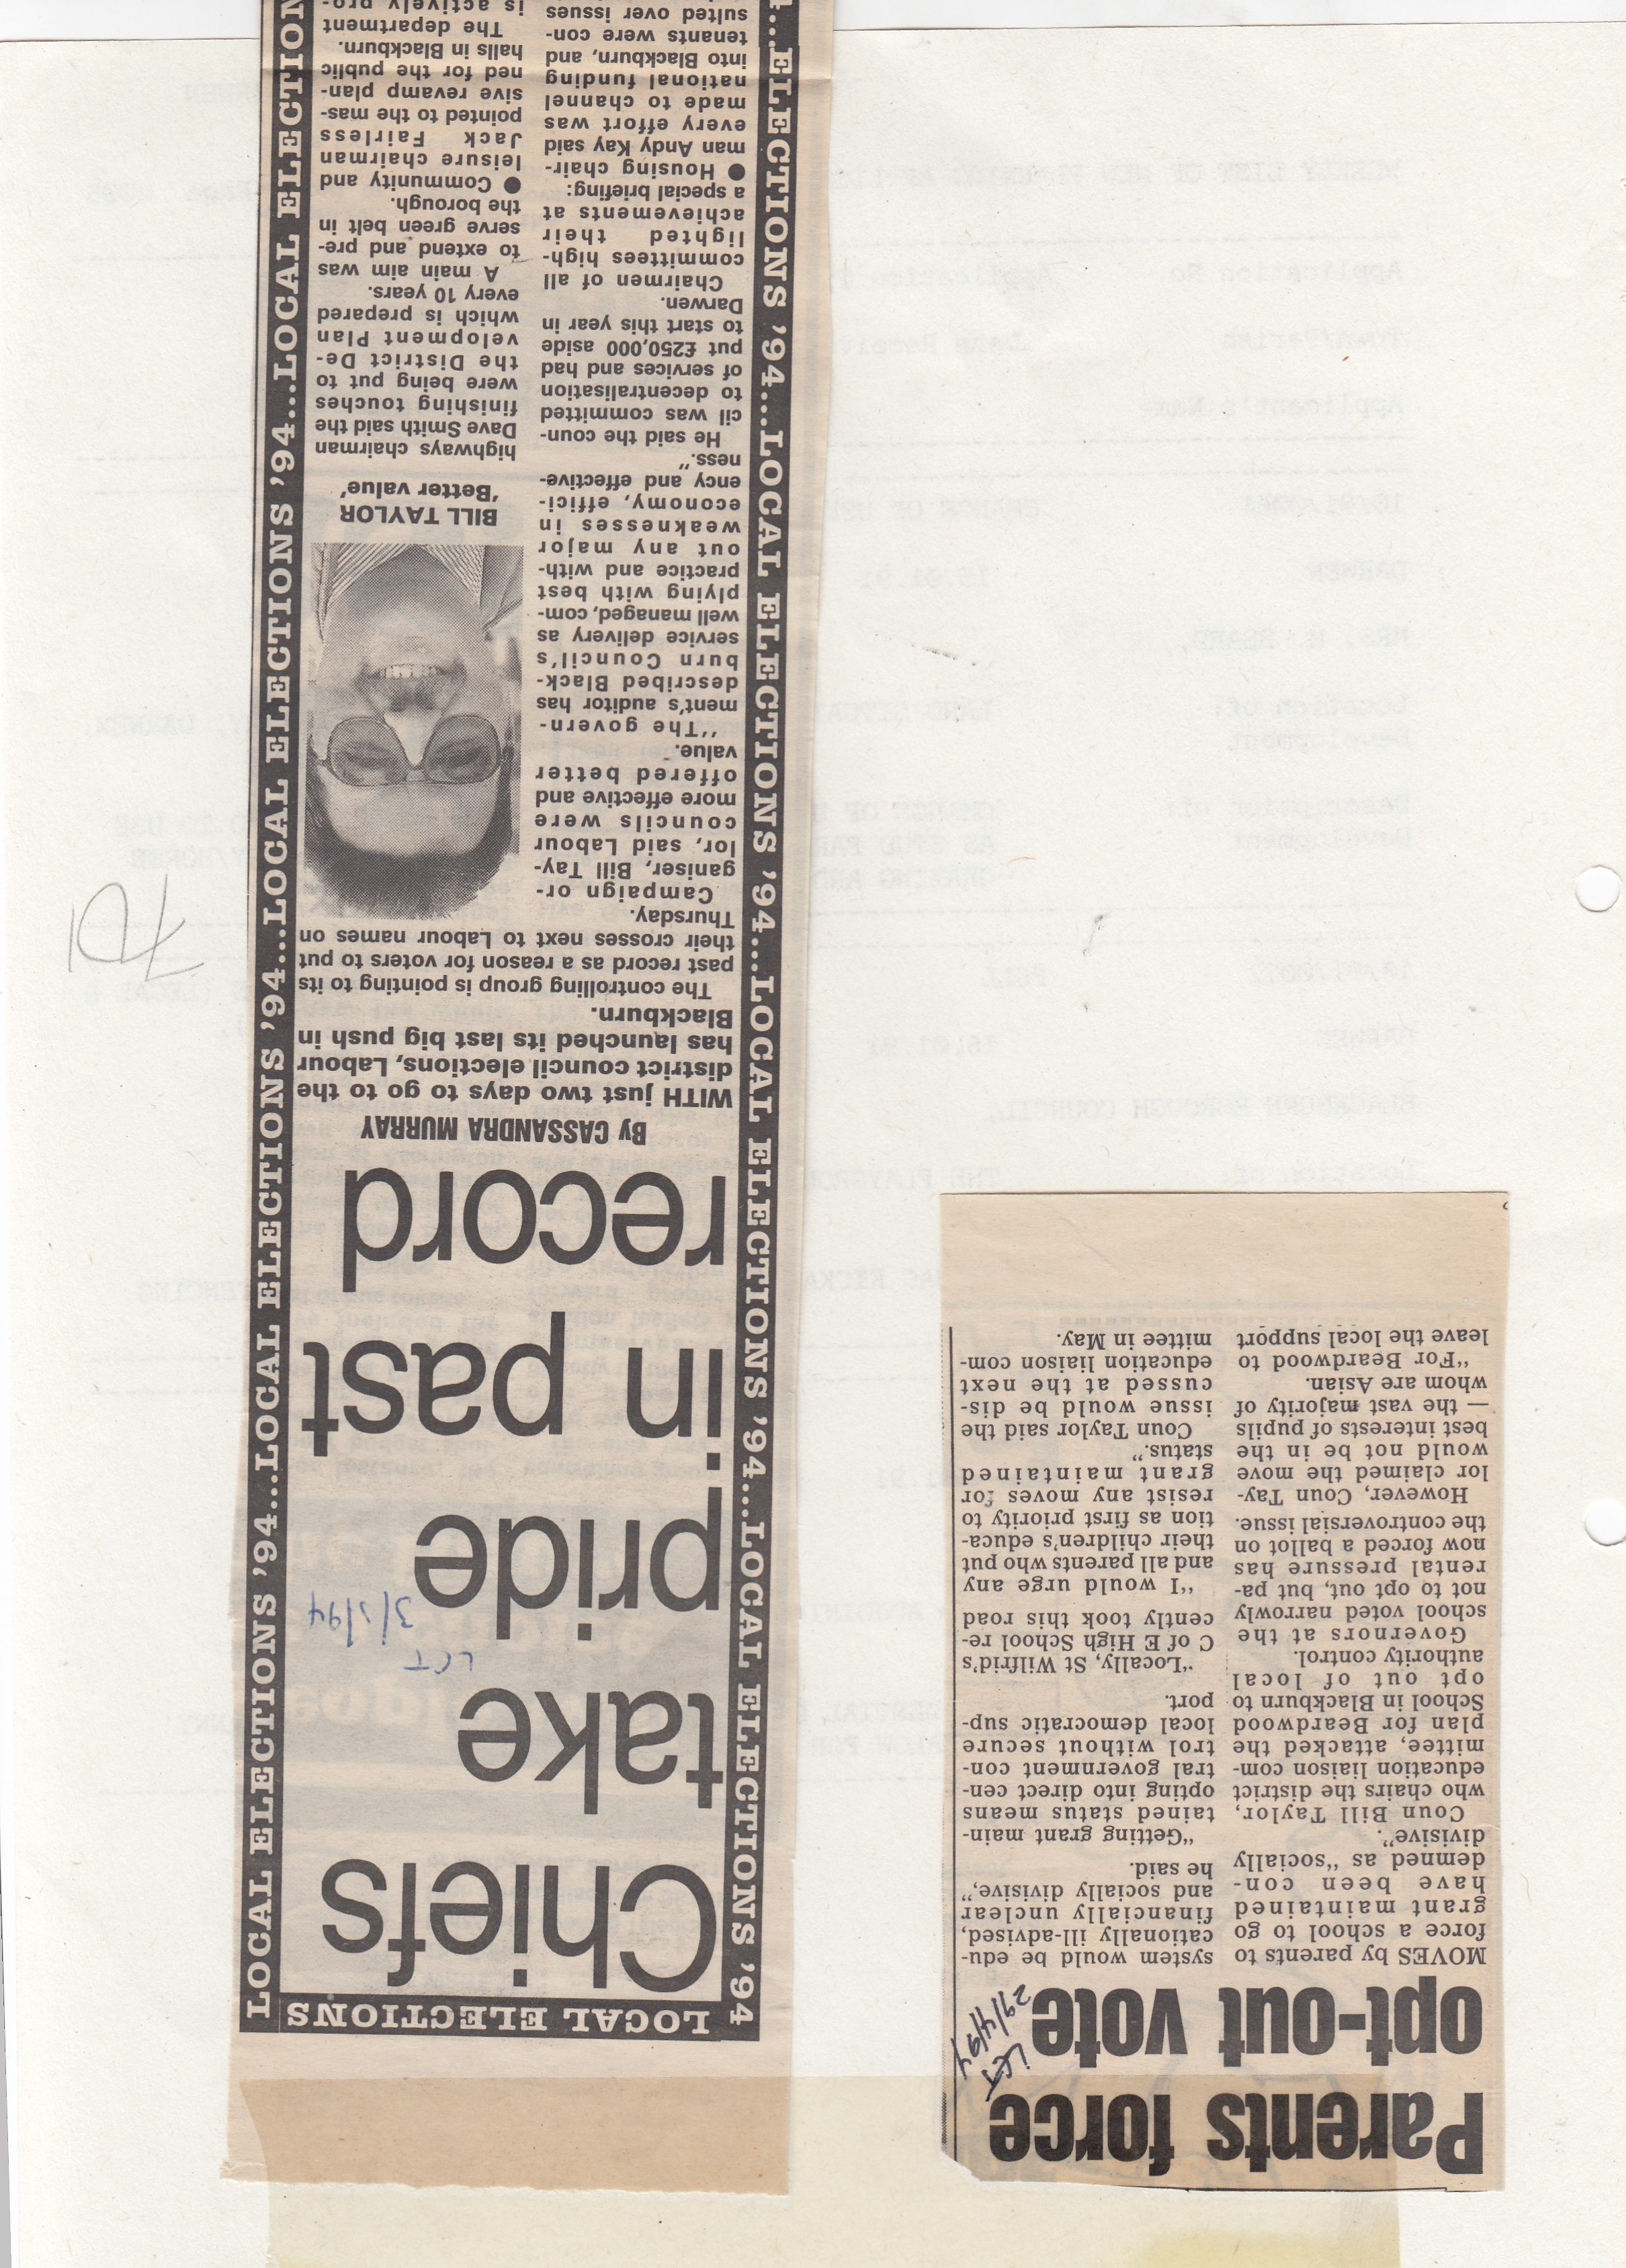 Parents force
opt-out vote
LET
29/4/94
MOVES by parents to
force a school to go
grant maintained
have been con-
demned as "socially
divisive".
Coun Bill Taylor,
who chairs the district
education liaison com-
mittee, attacked the
plan for Beardwood
School in Blackburn to
opt out of local
authority control.
Governors at the
school voted narrowly
not to opt out, but pa-
rental pressure has
now forced a ballot on
the controversial issue.
However, Coun Tay-
lor claimed the move
would not be in the
best interests of pupils
— the vast majority of
whom are Asian.
"For Beardwood to
leave the local support
system would be edu-
cationally ill-advised,
financially unclear
and socially divisive,"
he said.
"Getting grant main-
tained status means
opting into direct cen-
tral government con-
trol without secure
local democratic sup-
port.
"Locally, St Wilfrid's
C of E High School re-
cently took this road
"I would urge any
and all parents who put
their children's educa-
tion as first priority to
resist any moves for
grant maintained
status."
Coun Taylor said the
issue would be dis-
cussed at the next
education liaison com-
mittee in May.
LOCAL ELECTIONS
LOCAL ELECTIONS '94...LOCAL ELECTIONS '94...LOCAL ELECTIONS '94...LOCAL ELECTIONS '94...LOCAL ELECTION
'94...LOCAL ELECTIONS '94...LOCAL ELECTIONS '94...LOCAL ELECTIONS '94...LOCAL ELECTIONS '94...ELECTIONS
Chiefs
take
pride
in past
record
LET
3/5/94
By CASSANDRA MURRAY
WITH just two days to go to the
district council elections, Labour
has launched its last big push in
Blackburn.
The controlling group is pointing to its
past record as a reason for voters to put
their crosses next to Labour names on
Thursday.
Campaign or-
ganiser, Bill Tay-
lor, said Labour
councils were
more effective and
offered better
value.
"The govern-
ment's auditor has
described Black-
burn Council's
service delivery as
well managed, com-
plying with best
practice and with-
out any major
weaknesses in
economy, effici-
ency and effective-
ness."
He said the coun-
cil was committed
to decentralisation
of services and had
put £250,000 aside
to start this year in
Darwen.
Chairmen of all
committees high-
lighted their
achievements at
a special briefing:
● Housing chair-
man Andy Kay said
every effort was
made to channel
national funding
into Blackburn, and
tenants were con-
sulted over issues
BILL TAYLOR
'Better value'
highways chairman
Dave Smith said the
finishing touches
were being put to
the District De-
velopment Plan
which is prepared
every 10 years.
A main aim was
to extend and pre-
serve green belt in
the borough.
● Community and
leisure chairman
Jack Fairless
pointed to the mas-
sive revamp plan-
ned for the public
halls in Blackburn.
The department
is actively pro-